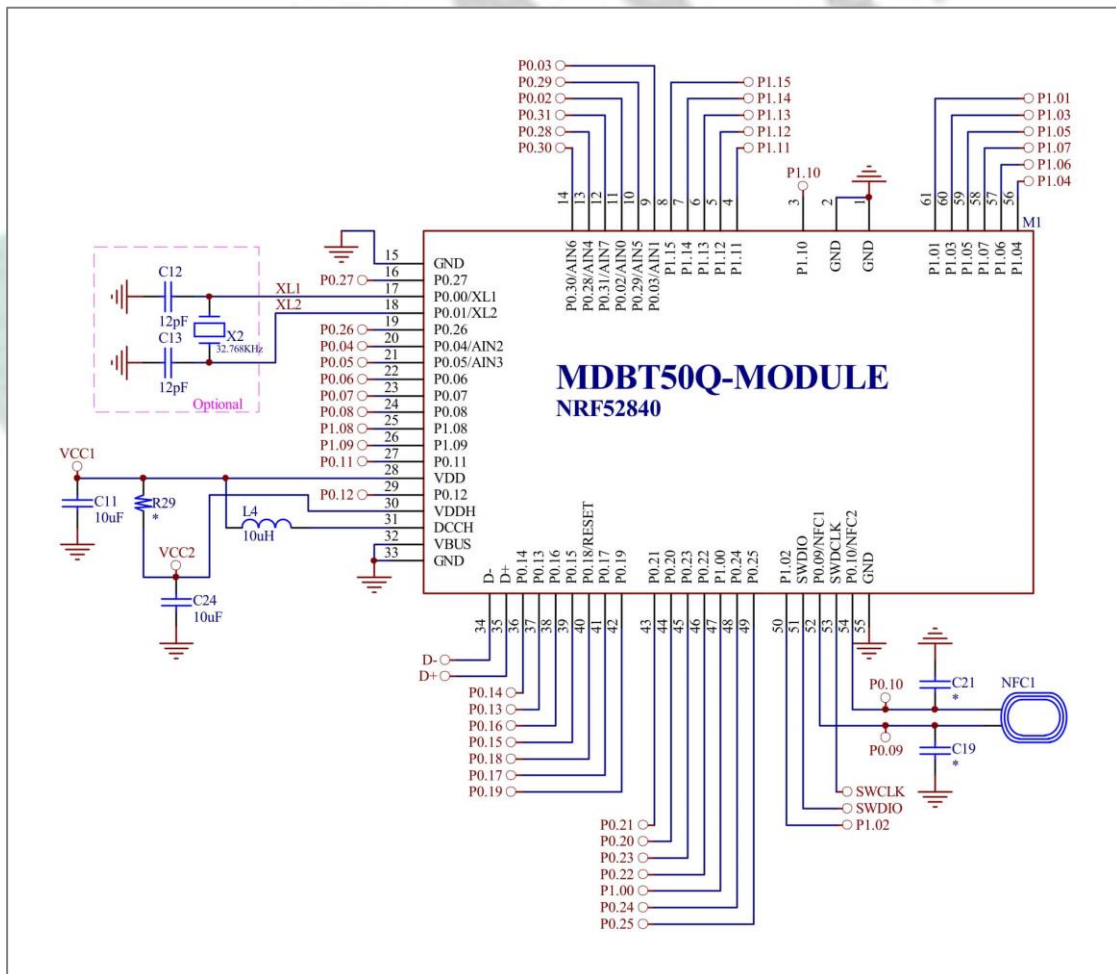 P0.03
P0.29
P0.02
P0.31
P0.28
P0.30
P1.15
P1.14
P1.13
P1.12
P1.11
P1.10
P1.01
P1.03
P1.05
P1.07
P1.06
P1.04
14
13
12
11
10
9
8
7
6
5
4
3
2
1
61
60
59
58
57
56
M1
P0.30/AIN6
P0.28/AIN4
P0.31/AIN7
P0.02/AIN0
P0.29/AIN5
P0.03/AIN1
P1.15
P1.14
P1.13
P1.12
P1.11
P1.10
GND
GND
P1.01
P1.03
P1.05
P1.07
P1.06
P1.04
15 GND
P0.27 16 P0.27
XL1 17 P0.00/XL1
XL2 18 P0.01/XL2
P0.26 19 P0.26
P0.04 20 P0.04/AIN2
P0.05 21 P0.05/AIN3
P0.06 22 P0.06
P0.07 23 P0.07
P0.08 24 P0.08
P1.08 25 P1.08
P1.09 26 P1.09
P0.11 27 P0.11
28 VDD
P0.12 29 P0.12
30 VDDH
31 DCCH
32 VBUS
33 GND
C12
12pF
C13
12pF
X2
32.768KHz
Optional
VCC1
C11
10uF
R29
*
L4
10uH
VCC2
C24
10uF
MDBT50Q-MODULE
NRF52840
D-
D+
P0.14
P0.13
P0.16
P0.15
P0.18/RESET
P0.17
P0.19
P0.21
P0.20
P0.23
P0.22
P1.00
P0.24
P0.25
P1.02
SWDIO
P0.09/NFC1
SWDCLK
P0.10/NFC2
GND
34
35
36
37
38
39
40
41
42
43
44
45
46
47
48
49
50
51
52
53
54
55
D-
D+
P0.14
P0.13
P0.16
P0.15
P0.18
P0.17
P0.19
P0.21
P0.20
P0.23
P0.22
P1.00
P0.24
P0.25
P0.10
P0.09
C21
*
C19
*
NFC1
SWCLK
SWDIO
P1.02